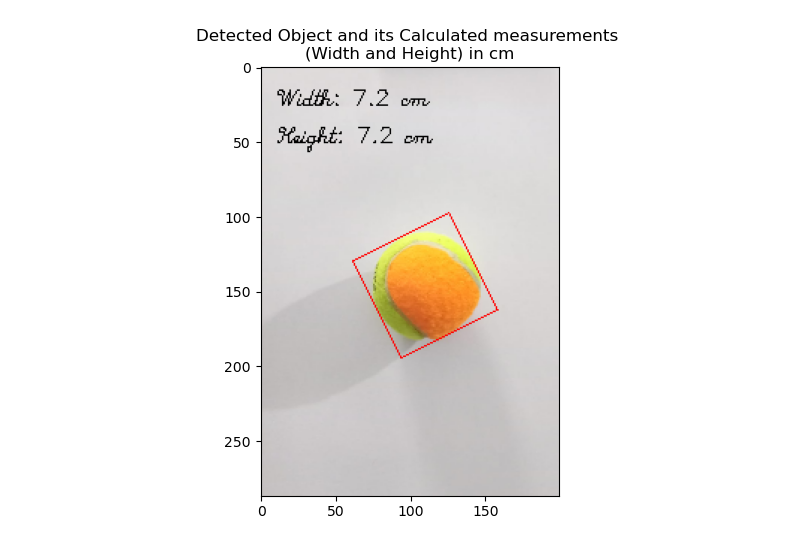 Detected Object and its Calculated measurements
(Width and Height) in cm
0
Width: 7.2 cm
Height: 7.2 cm
50
100
150
200
250
0 50 100 150